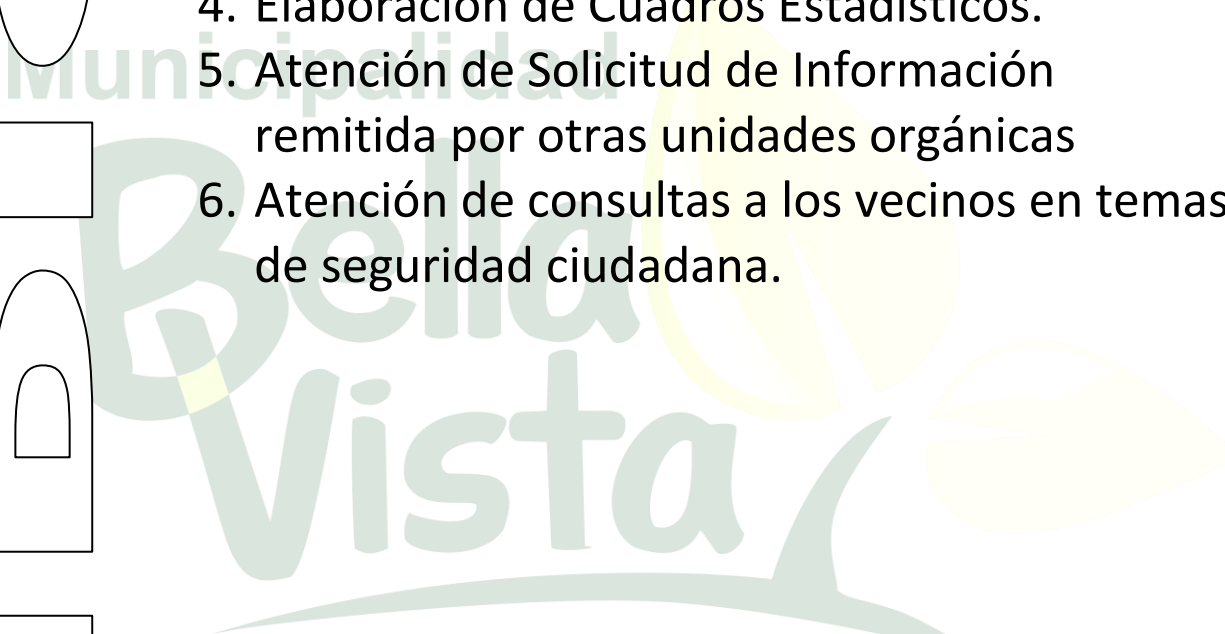 4. Elaboración de Cuadros Estadísticos.
5. Atención de Solicitud de Información
remitida por otras unidades orgánicas
6. Atención de consultas a los vecinos en temas
de seguridad ciudadana.
Municipalidad
Bella
Vista